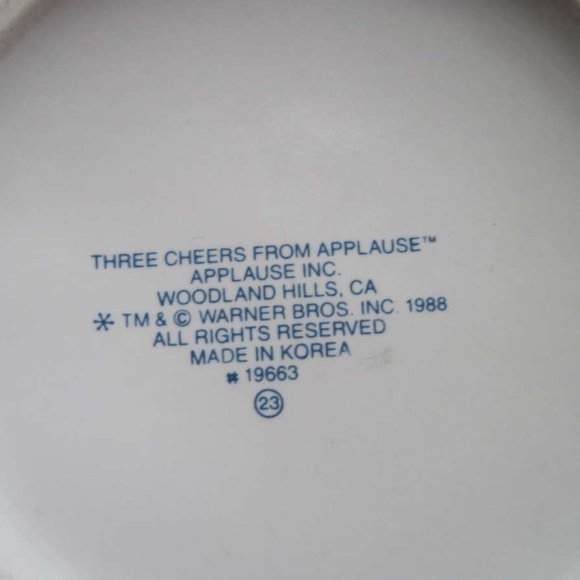 THREE CHEERS FROM APPLAUSE™
APPLAUSE INC.
WOODLAND HILLS, CA
* TM & © WARNER BROS. INC. 1988
ALL RIGHTS RESERVED
MADE IN KOREA
# 19663
23